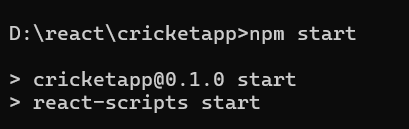 D:\react\cricketapp>npm start
> cricketapp@0.1.0 start
> react-scripts start